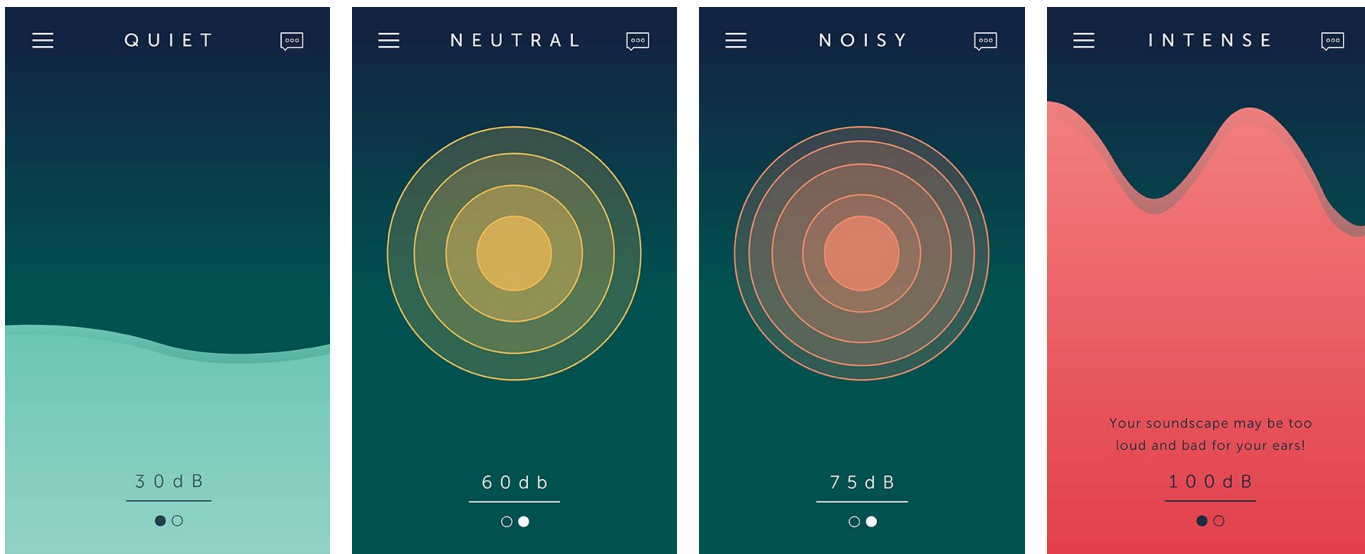 QUIET
30dB
NEUTRAL
60db
NOISY
75dB
INTENSE
Your soundscape may be too
loud and bad for your ears!
100dB